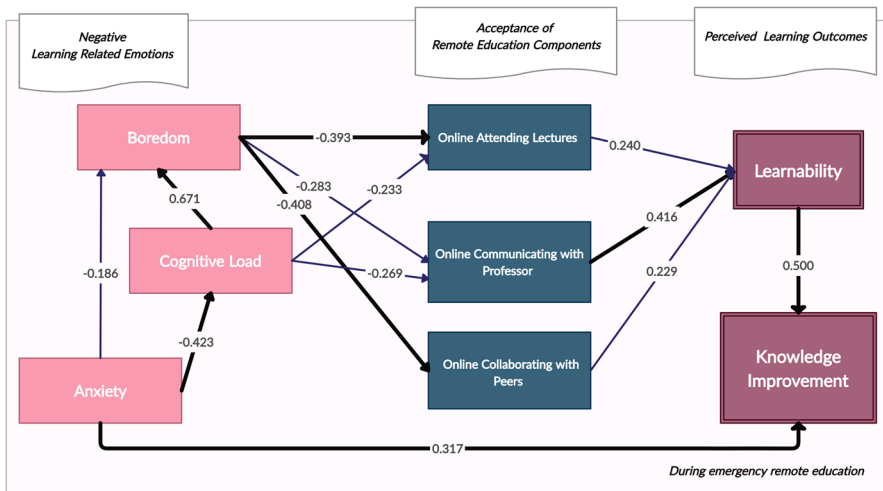 Negative
Learning Related Emotions
Acceptance of
Remote Education Components
Perceived Learning Outcomes
Boredom
-0.393
Online Attending Lectures
0.240
Learnability
0.671
-0.283
-0.233
-0.408
0.416
Cognitive Load
Online Communicating with
Professor
-0.186
-0.269
0.229
0.500
-0.423
Anxiety
Online Collaborating with
Peers
Knowledge
Improvement
0.317
During emergency remote education